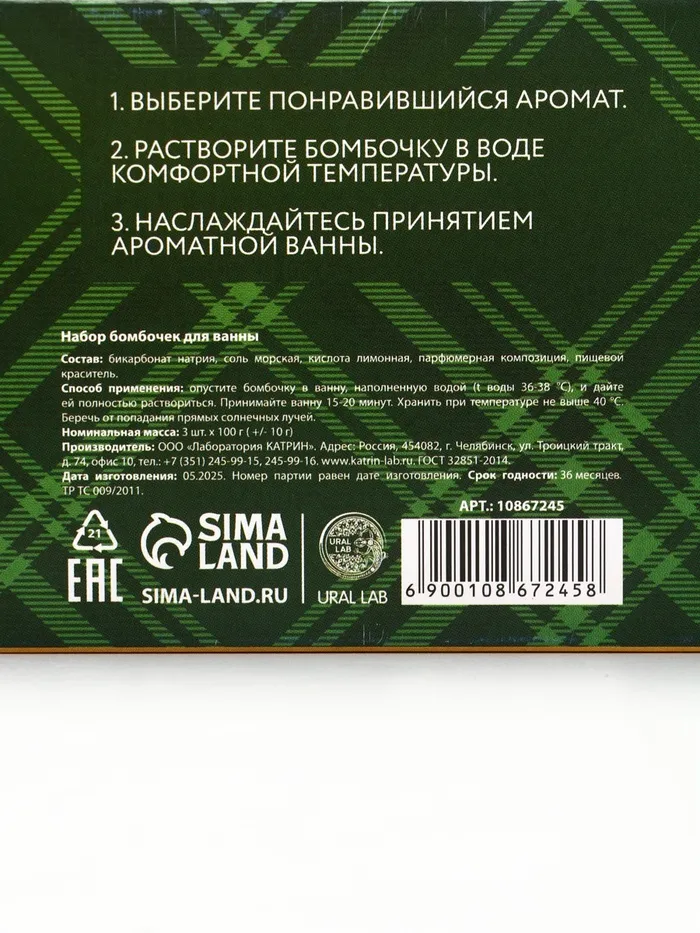 1. ВЫБЕРИТЕ ПОНРАВИВШИЙСЯ АРОМАТ.
2. РАСТВОРИТЕ БОМБОЧКУ В ВОДЕ
КОМФОРТНОЙ ТЕМПЕРАТУРЫ.
3. НАСЛАЖДАЙТЕСЬ ПРИНЯТИЕМ
АРОМАТНОЙ ВАННЫ.
Набор бомбочек для ванны
Состав: бикарбонат натрия, соль морская, кислота лимонная, парфюмерная композиция, пищевой
краситель.
Способ применения: опустите бомбочку в ванну, наполненную водой (t воды 36-38 °С), и дайте
ей полностью раствориться. Принимайте ванну 15-20 минут. Хранить при температуре не выше 40 °С.
Беречь от попадания прямых солнечных лучей.
Номинальная масса: 3 шт. х 100 г ( +/- 10 г)
Производитель: ООО «Лаборатория КАТРИН». Адрес: Россия, 454082, г. Челябинск, ул. Троицкий тракт,
д. 74, офис 10, тел.: +7 (351) 245-99-15, 245-99-16. www.katrin-lab.ru. ГОСТ 32851-2014.
Дата изготовления: 05.2025. Номер партии равен дате изготовления. Срок годности: 36 месяцев.
ТР ТС 009/2011.
АРТ.: 10867245
21
EAC
SIMA
LAND
SIMA-LAND.RU
URAL
LAB
URAL LAB
6 900108 672458